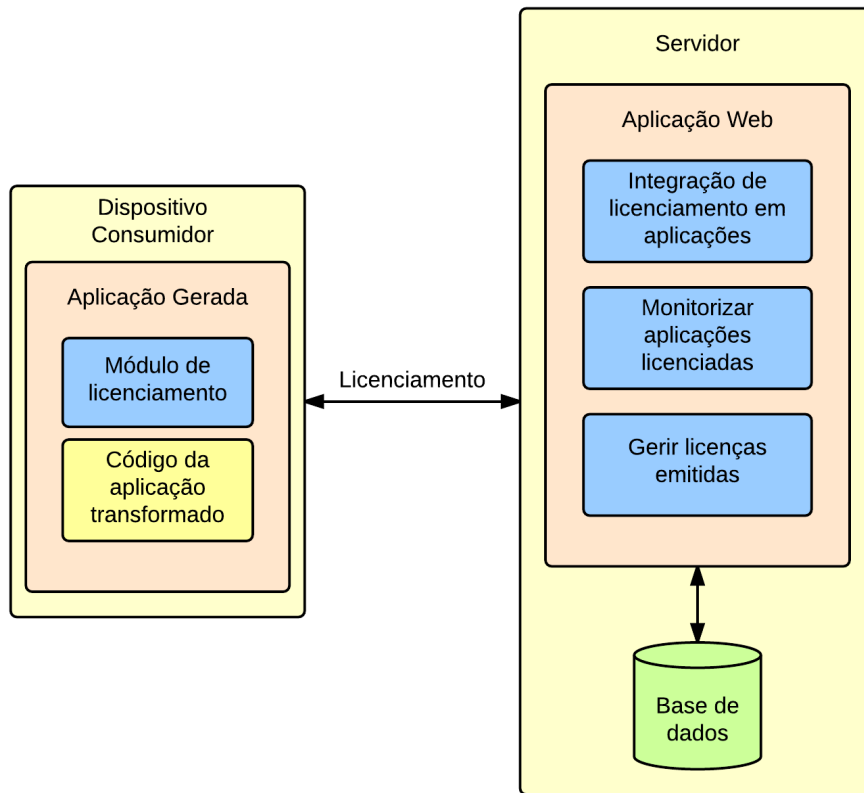 Servidor
Aplicação Web
Integração de
licenciamento em
aplicações
Monitorizar
aplicações
licenciadas
Gerir licenças
emitidas
Base de
dados
Dispositivo
Consumidor
Aplicação Gerada
Módulo de
licenciamento
Código da
aplicação
transformado
Licenciamento